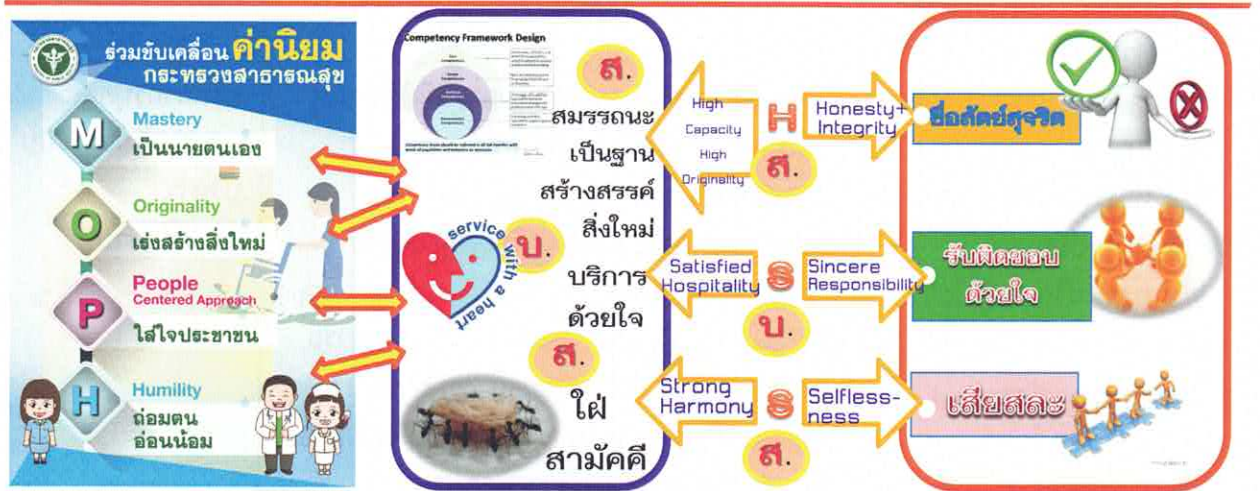 ร่วมขับเคลื่อน ค่านิยม
กระทรวงสาธารณสุข
M
Mastery
เป็นนายตนเอง
O
Originality
เร่งสร้างสิ่งใหม่
P
People
Centered Approach
ใส่ใจประชาชน
H
Humility
ถ่อมตน
อ่อนน้อม
Competency Framework Design
ส.
สมรรถนะ
เป็นฐาน
สร้างสรรค์
สิ่งใหม่
service with a heart
บ.
บริการ
ด้วยใจ
ส.
ใฝ่
สามัคคี
High
Capacity
High
Originality
H
ส.
Honesty+
Integrity
ซื่อสัตย์สุจริต
Satisfied
Hospitality
S
บ.
Sincere
Responsibility
รับผิดชอบ
ด้วยใจ
Strong
Harmony
S
ส.
Selfless-
ness
เสียสละ